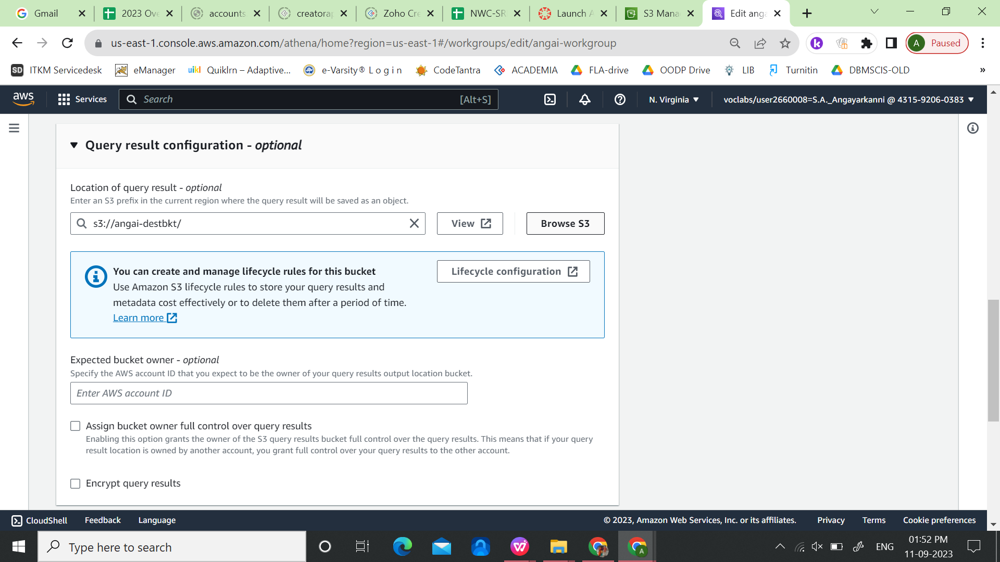 Gmail
2023 Ove
accounts
creatorap
Zoho Cre
NWC-SR
Launch A
S3 Mana
Edit anga
us-east-1.console.aws.amazon.com/athena/home?region=us-east-1#/workgroups/edit/angai-workgroup
A Paused
SD ITKM Servicedesk
eManager
uikl Quiklrn – Adaptive...
e-Varsity® L o g i n
CodeTantra
ACADEMIA
FLA-drive
OODP Drive
LIB
Turnitin
DBMSCIS-OLD
»
aws
Services
Search
[Alt+S]
N. Virginia
voclabs/user2660008=S.A._Angayarkanni @ 4315-9206-0383
Query result configuration - optional
Location of query result - optional
Enter an S3 prefix in the current region where the query result will be saved as an object.
s3://angai-destbkt/
View
Browse S3
You can create and manage lifecycle rules for this bucket
Use Amazon S3 lifecycle rules to store your query results and
metadata cost effectively or to delete them after a period of time.
Learn more
Lifecycle configuration
Expected bucket owner - optional
Specify the AWS account ID that you expect to be the owner of your query results output location bucket.
Enter AWS account ID
Assign bucket owner full control over query results
Enabling this option grants the owner of the S3 query results bucket full control over the query results. This means that if your query
result location is owned by another account, you grant full control over your query results to the other account.
Encrypt query results
CloudShell
Feedback
Language
© 2023, Amazon Web Services, Inc. or its affiliates.
Privacy
Terms
Cookie preferences
Type here to search
ENG
01:52 PM
11-09-2023